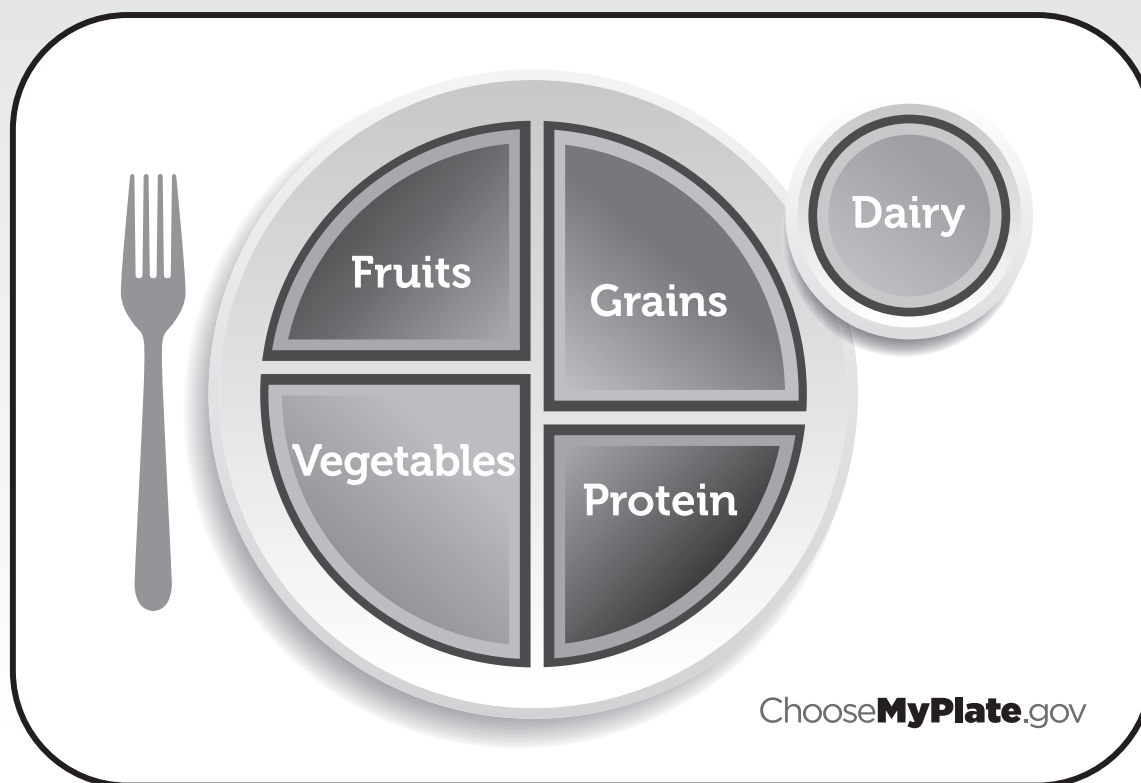 Dairy
Fruits
Grains
Vegetables
Protein
ChooseMyPlate.gov